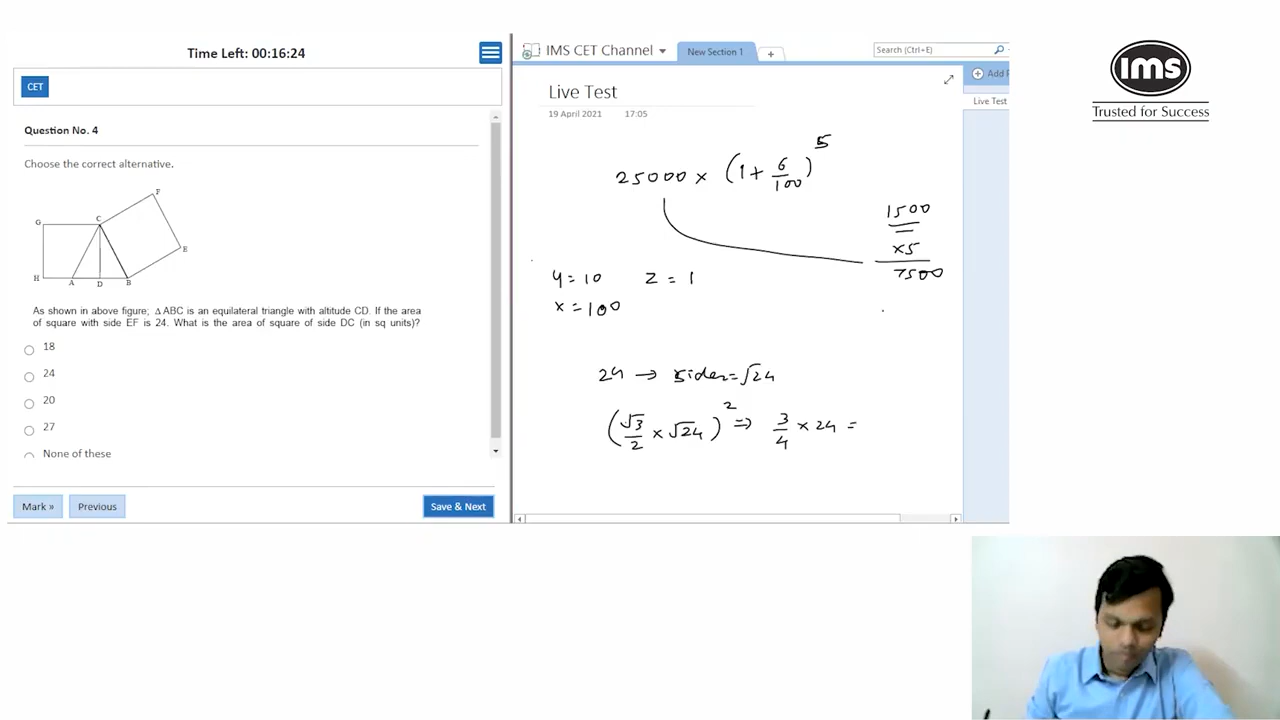 Time Left: 00:16:24
CET
Question No. 4
Choose the correct alternative.
F
G
C
E
H
A
D
B
As shown in above figure; Δ ABC is an equilateral triangle with altitude CD. If the area
of square with side EF is 24. What is the area of square of side DC (in sq units)?
18
24
20
27
None of these
Mark »
Previous
Save & Next
IMS CET Channel
New Section 1
+
Search (Ctrl+E)
Add P
Live Test
Live Test
19 April 2021 17:05
25000 × (1 + 6/100)^5
1500
×5
7500
y = 10 z = 1
x = 100
24 → sides = √24
(√3/2 × √24)^2 ⇒ 3/4 × 24 =
ims
Trusted for Success